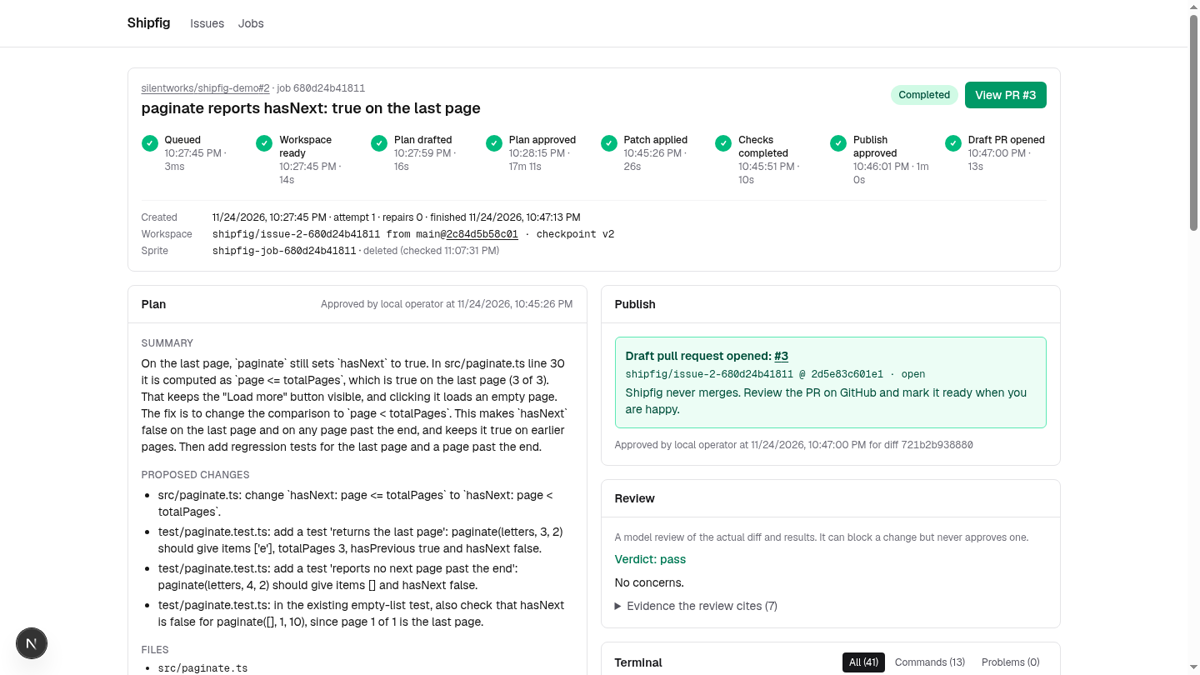 Shipfig Issues Jobs
silentworks/shipfig-demo#2 · job 680d24b41811
paginate reports hasNext: true on the last page
Completed
View PR #3
Queued
10:27:45 PM ·
3ms
Workspace
ready
10:27:45 PM ·
14s
Plan drafted
10:27:59 PM ·
16s
Plan approved
10:28:15 PM ·
17m 11s
Patch applied
10:45:26 PM ·
26s
Checks
completed
10:45:51 PM ·
10s
Publish
approved
10:46:01 PM · 1m
0s
Draft PR opened
10:47:00 PM ·
13s
Created 11/24/2026, 10:27:45 PM · attempt 1 · repairs 0 · finished 11/24/2026, 10:47:13 PM
Workspace shipfig/issue-2-680d24b41811 from main@2c84d5b58c01 · checkpoint v2
Sprite shipfig-job-680d24b41811 · deleted (checked 11:07:31 PM)
Plan
Approved by local operator at 11/24/2026, 10:45:26 PM
SUMMARY
On the last page, `paginate` still sets `hasNext` to true. In src/paginate.ts line 30
it is computed as `page <= totalPages`, which is true on the last page (3 of 3).
That keeps the "Load more" button visible, and clicking it loads an empty page.
The fix is to change the comparison to `page < totalPages`. This makes `hasNext`
false on the last page and on any page past the end, and keeps it true on earlier
pages. Then add regression tests for the last page and a page past the end.
PROPOSED CHANGES
• src/paginate.ts: change `hasNext: page <= totalPages` to `hasNext: page <
totalPages`.
• test/paginate.test.ts: add a test 'returns the last page': paginate(letters, 3, 2)
should give items ['e'], totalPages 3, hasPrevious true and hasNext false.
• test/paginate.test.ts: add a test 'reports no next page past the end':
paginate(letters, 4, 2) should give items [] and hasNext false.
• test/paginate.test.ts: in the existing empty-list test, also check that hasNext
is false for paginate([], 1, 10), since page 1 of 1 is the last page.
FILES
• src/paginate.ts
Publish
Draft pull request opened: #3
shipfig/issue-2-680d24b41811 @ 2d5e83c601e1 · open
Shipfig never merges. Review the PR on GitHub and mark it ready when you
are happy.
Approved by local operator at 11/24/2026, 10:47:00 PM for diff 721b2b938880
Review
A model review of the actual diff and results. It can block a change but never approves one.
Verdict: pass
No concerns.
▶ Evidence the review cites (7)
Terminal
All (41) Commands (13) Problems (0)
N